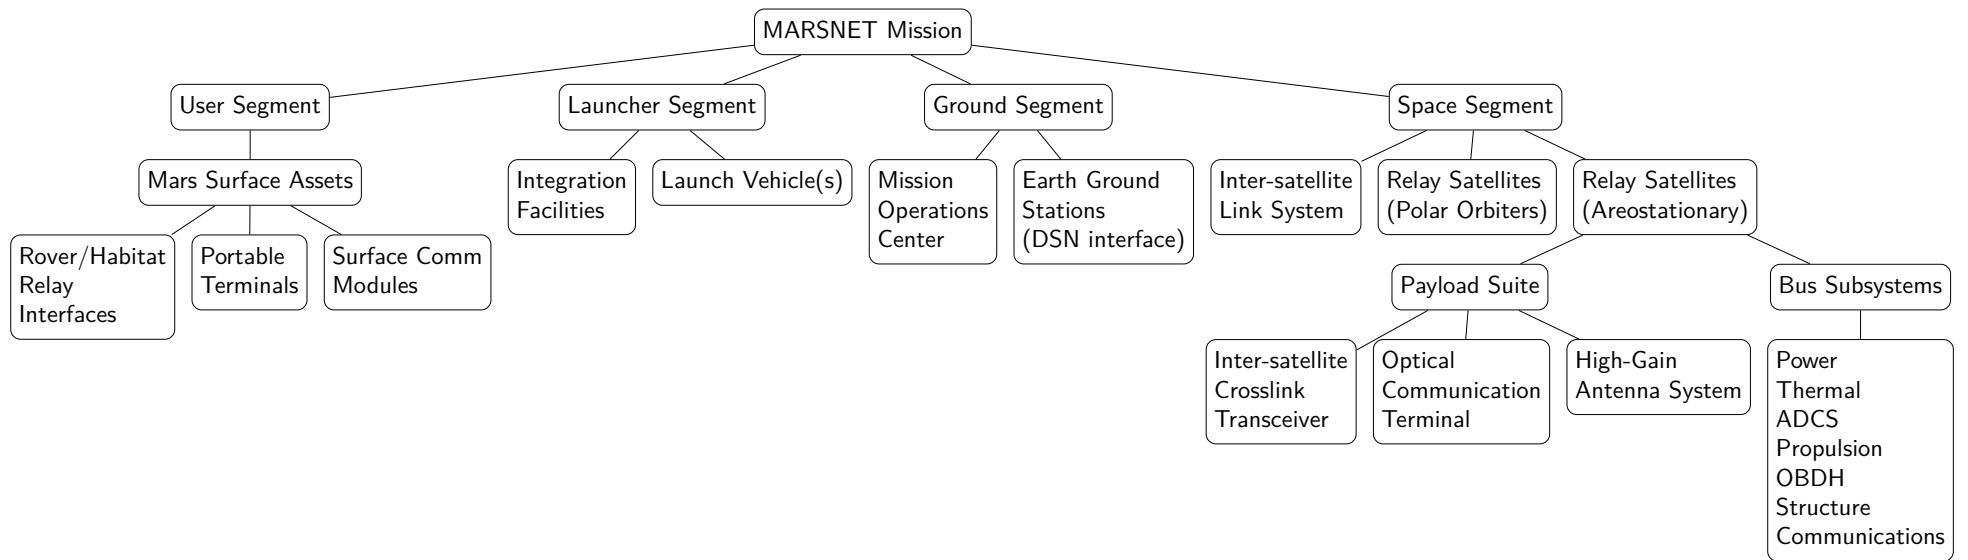 MARSNET Mission
User Segment
Launcher Segment
Ground Segment
Space Segment
Mars Surface Assets
Integration
Facilities
Launch Vehicle(s)
Mission
Operations
Center
Earth Ground
Stations
(DSN interface)
Inter-satellite
Link System
Relay Satellites
(Polar Orbiters)
Relay Satellites
(Areostationary)
Rover/Habitat
Relay
Interfaces
Portable
Terminals
Surface Comm
Modules
Payload Suite
Bus Subsystems
Inter-satellite
Crosslink
Transceiver
Optical
Communication
Terminal
High-Gain
Antenna System
Power
Thermal
ADCS
Propulsion
OBDH
Structure
Communications